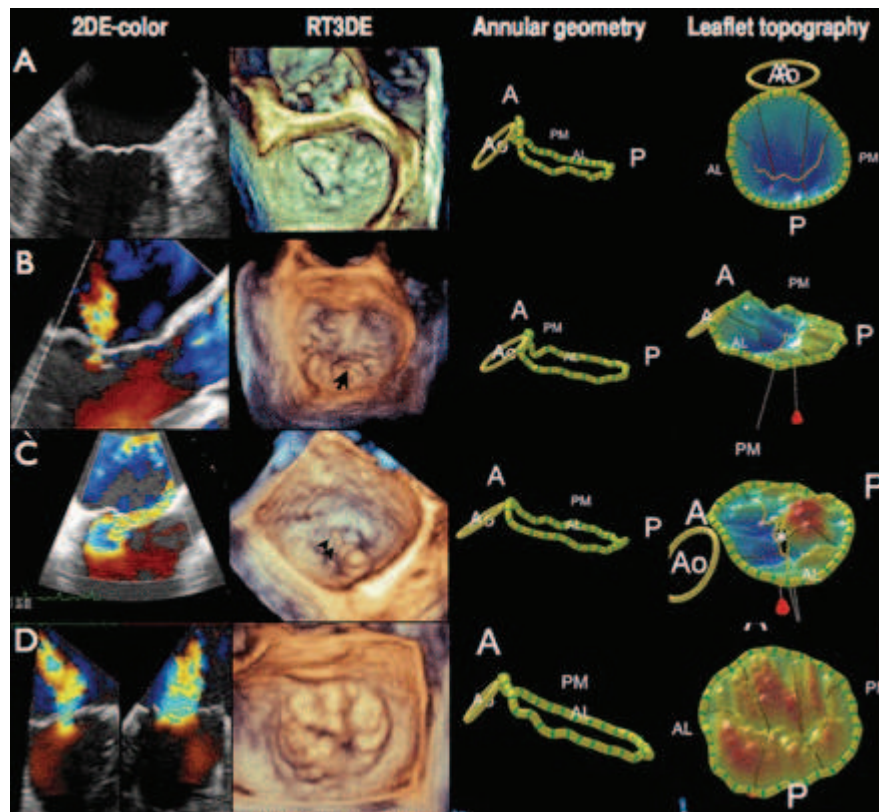 2DE-color RT3DE Annular geometry Leaflet topography
A
A Ao PM AL P
Ao AL PM P
B
A Ao PM AL P
A PM AL P PM
C
Ao PM AL P
A Ao AL P
D
A Ao PM AL
AL P